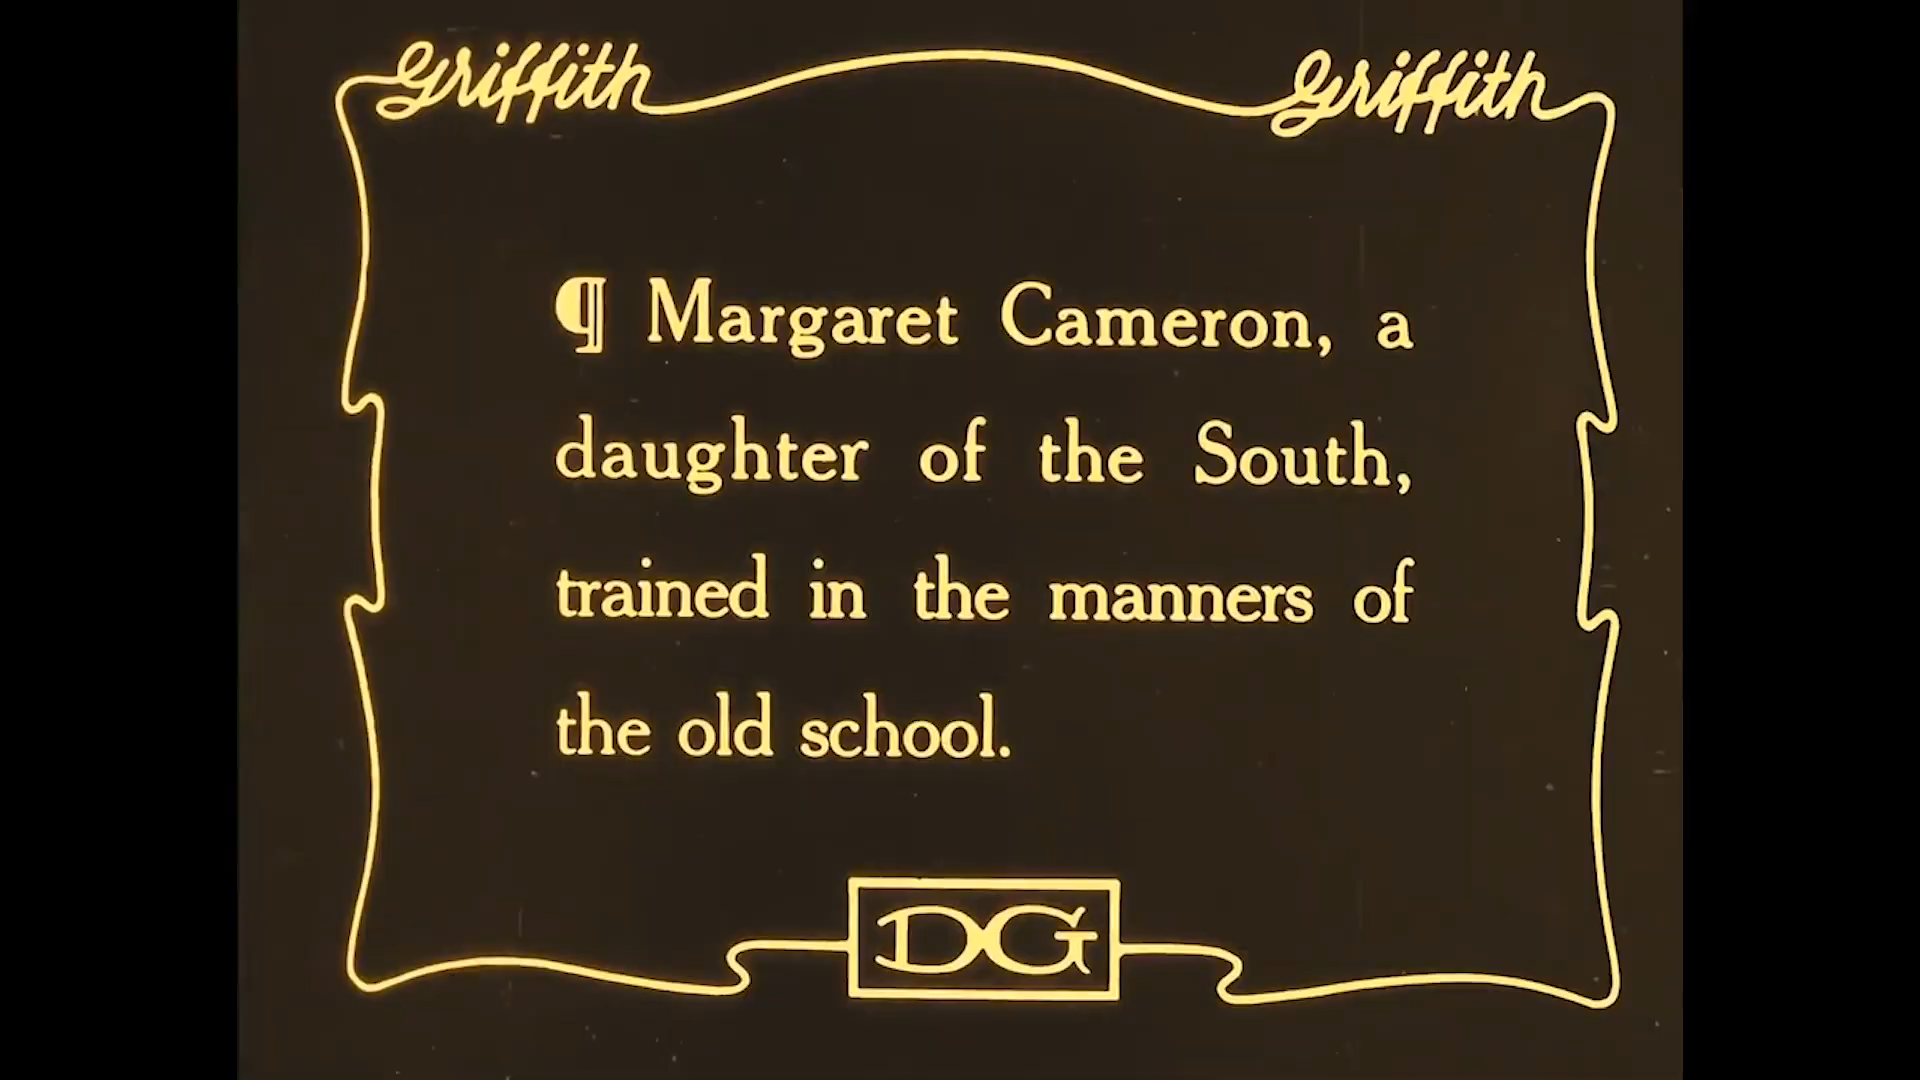 Griffith Griffith
¶ Margaret Cameron, a
daughter of the South,
trained in the manners of
the old school.
DG